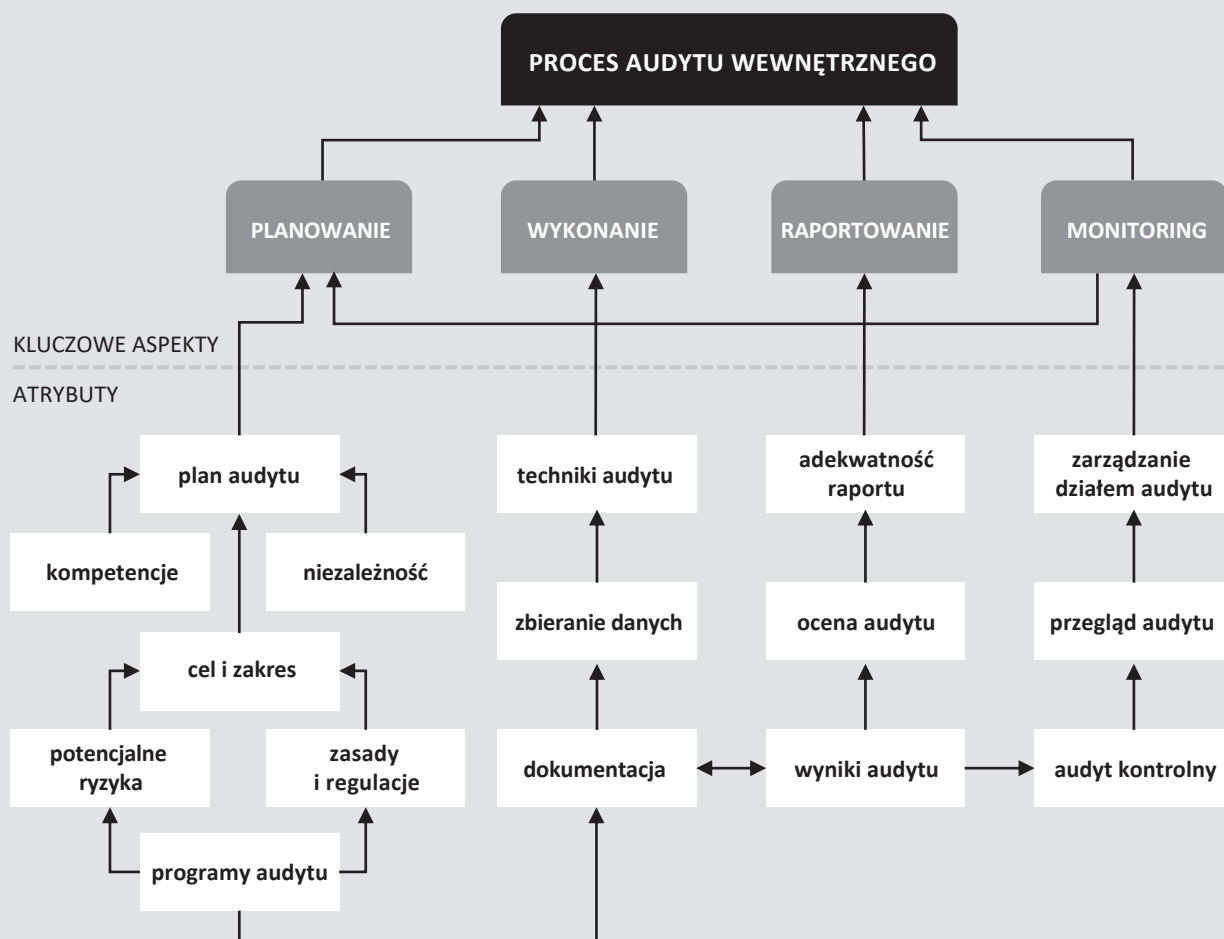 PROCES AUDYTU WEWNĘTRZNEGO
PLANOWANIE
WYKONANIE
RAPORTOWANIE
MONITORING
KLUCZOWE ASPEKTY
ATRYBUTY
plan audytu
techniki audytu
adekwatność
raportu
zarządzanie
działem audytu
kompetencje
niezależność
zbieranie danych
ocena audytu
przegląd audytu
cel i zakres
potencjalne
ryzyka
zasady
i regulacje
dokumentacja
wyniki audytu
audyt kontrolny
programy audytu